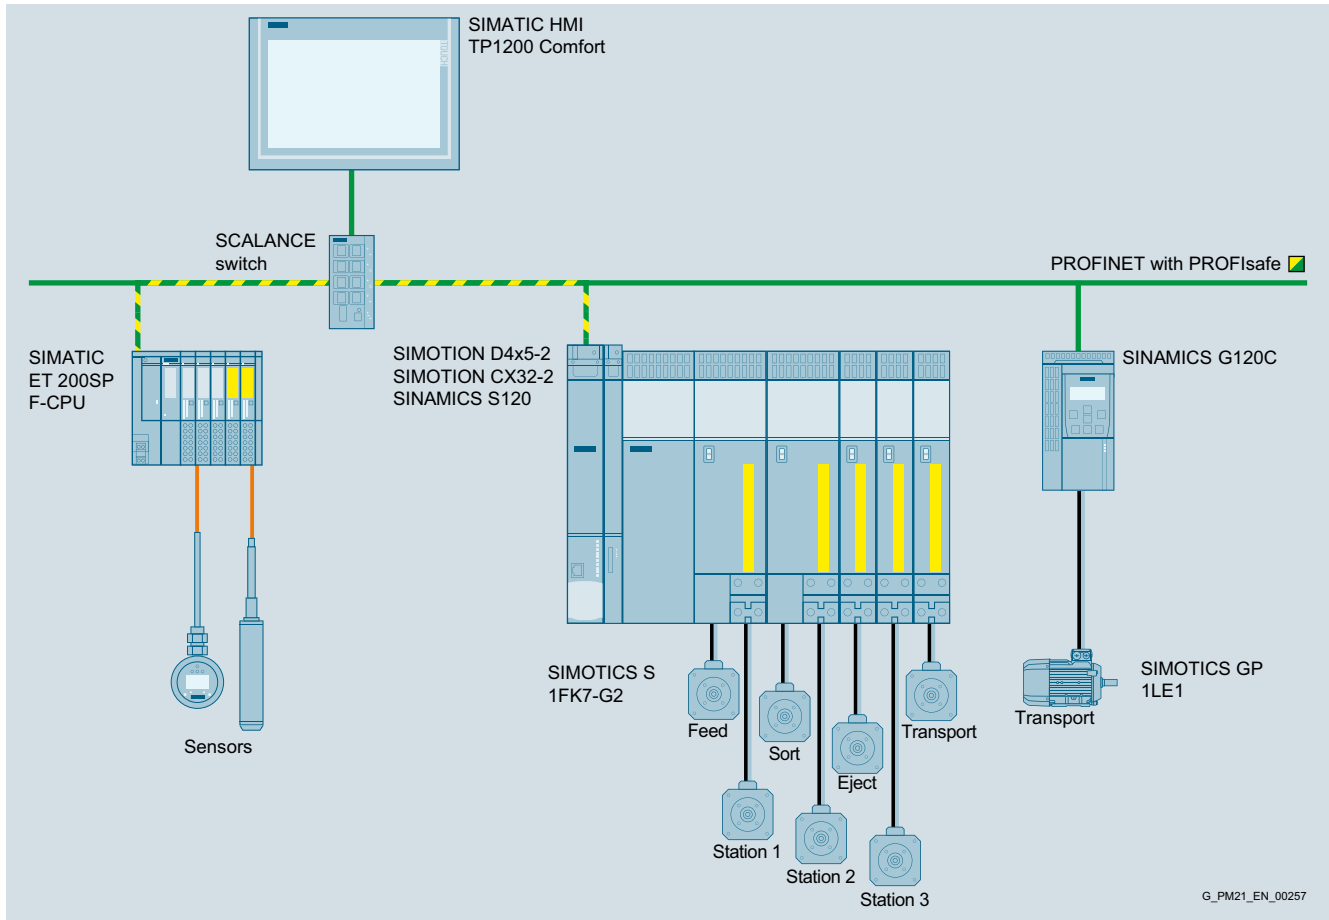 SIMATIC HMI
TP1200 Comfort
TOUCH
SCALANCE
switch
PROFINET with PROFIsafe
SIMATIC
ET 200SP
F-CPU
SIMOTION D4x5-2
SIMOTION CX32-2
SINAMICS S120
SINAMICS G120C
SIMOTICS S
1FK7-G2
SIMOTICS GP
1LE1
Feed
Sort
Eject
Transport
Transport
Sensors
Station 1
Station 2
Station 3
G_PM21_EN_00257